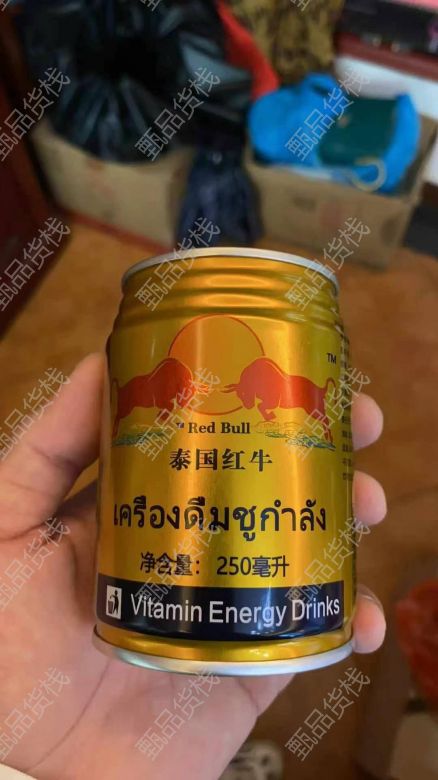 甄品货栈
TM
™ Red Bull
泰国红牛
เครืองดืมชูกำลัง
净含量：250毫升
Vitamin Energy Drinks